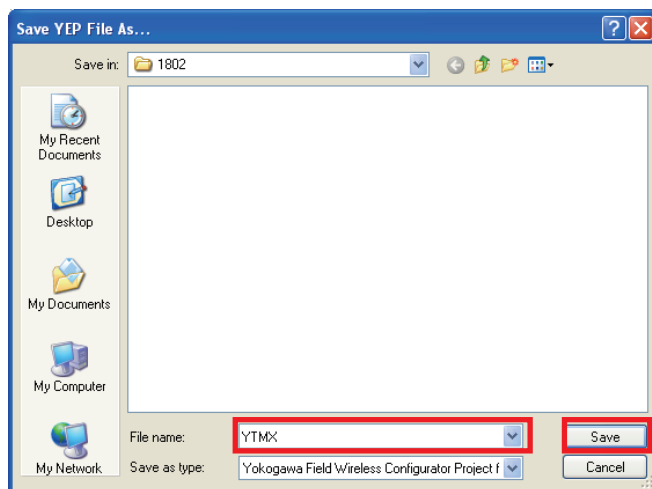 Save YEP File As...
Save in:
1802
My Recent
Documents
Desktop
My Documents
My Computer
My Network
File name:
YTMX
Save
Save as type:
Yokogawa Field Wireless Configurator Project f
Cancel